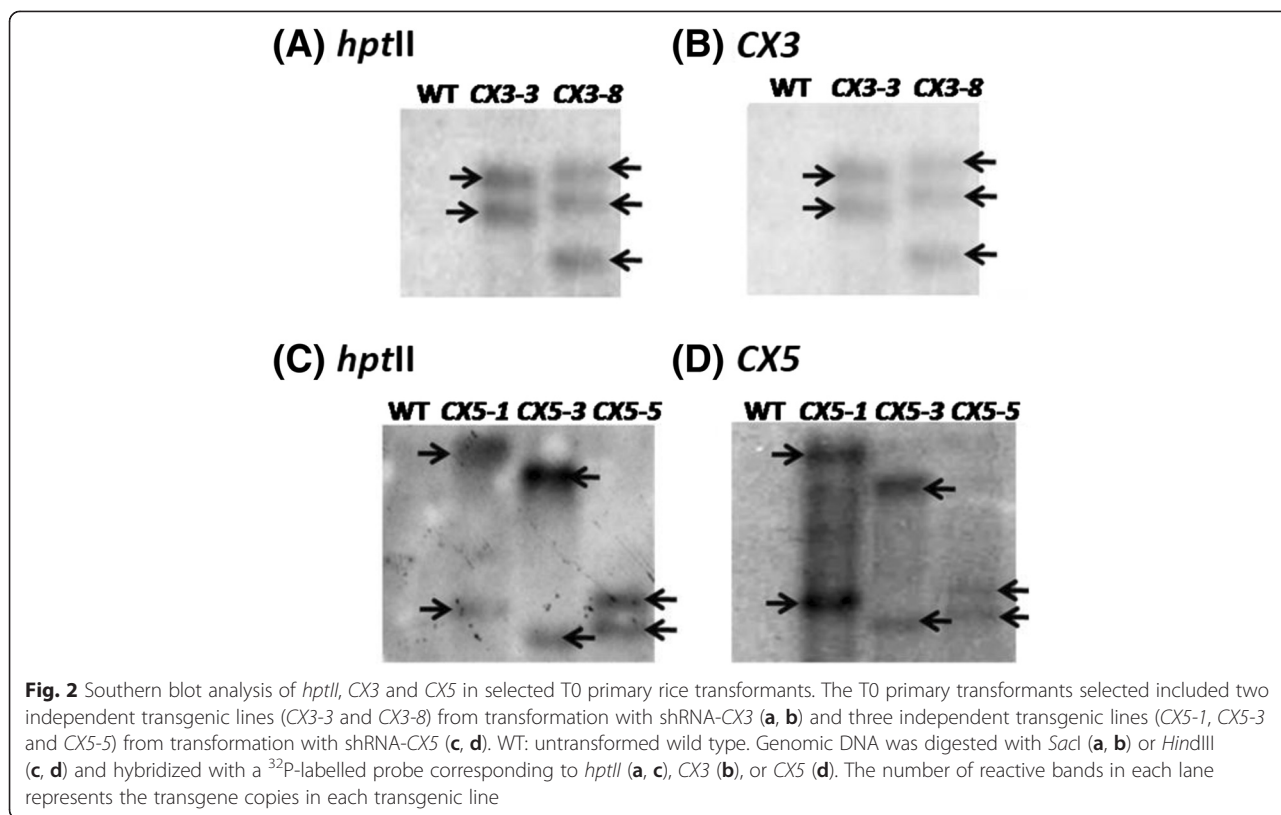 (A) hptII
(B) CX3
WT CX3-3 CX3-8
WT CX3-3 CX3-8
(C) hptII
(D) CX5
WT CX5-1 CX5-3 CX5-5
WT CX5-1 CX5-3 CX5-5
Fig. 2 Southern blot analysis of hptII, CX3 and CX5 in selected T0 primary rice transformants. The T0 primary transformants selected included two
independent transgenic lines (CX3-3 and CX3-8) from transformation with shRNA-CX3 (a, b) and three independent transgenic lines (CX5-1, CX5-3
and CX5-5) from transformation with shRNA-CX5 (c, d). WT: untransformed wild type. Genomic DNA was digested with SacI (a, b) or HindIII
(c, d) and hybridized with a ³²P-labelled probe corresponding to hptII (a, c), CX3 (b), or CX5 (d). The number of reactive bands in each lane
represents the transgene copies in each transgenic line